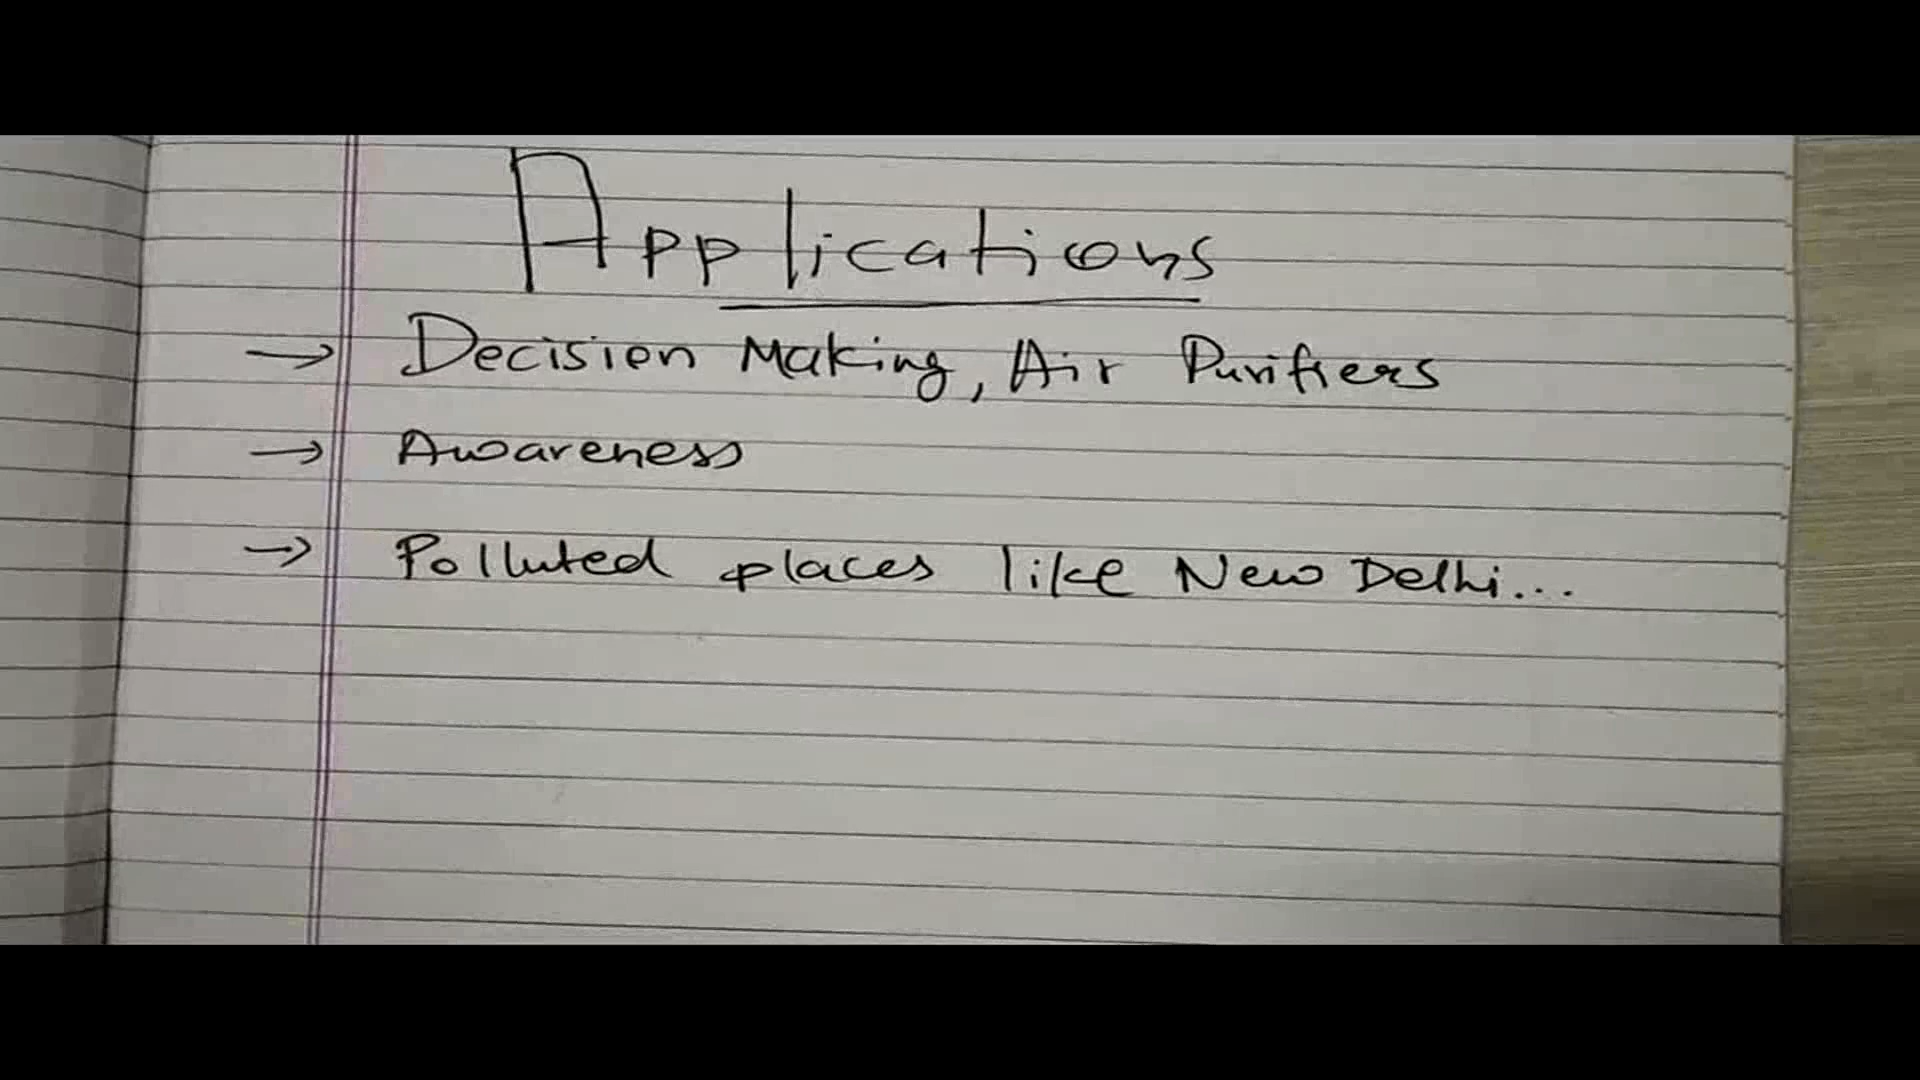 Applications
→ Decision Making, Air Purifiers
→ Awareness
→ Polluted places like New Delhi...